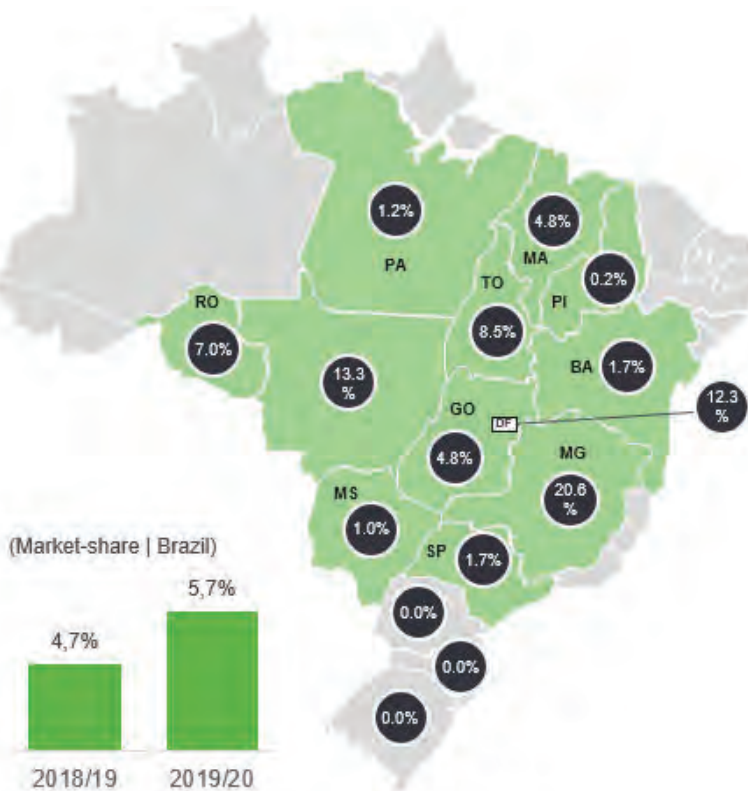 1.2%
PA
4.8%
MA
TO
8.5%
PI
0.2%
RO
7.0%
13.3
%
BA
1.7%
12.3
%
GO
DF
4.8%
MG
20.6
%
MS
1.0%
SP
1.7%
0.0%
0.0%
0.0%
(Market-share | Brazil)
4,7%
5,7%
2018/19
2019/20